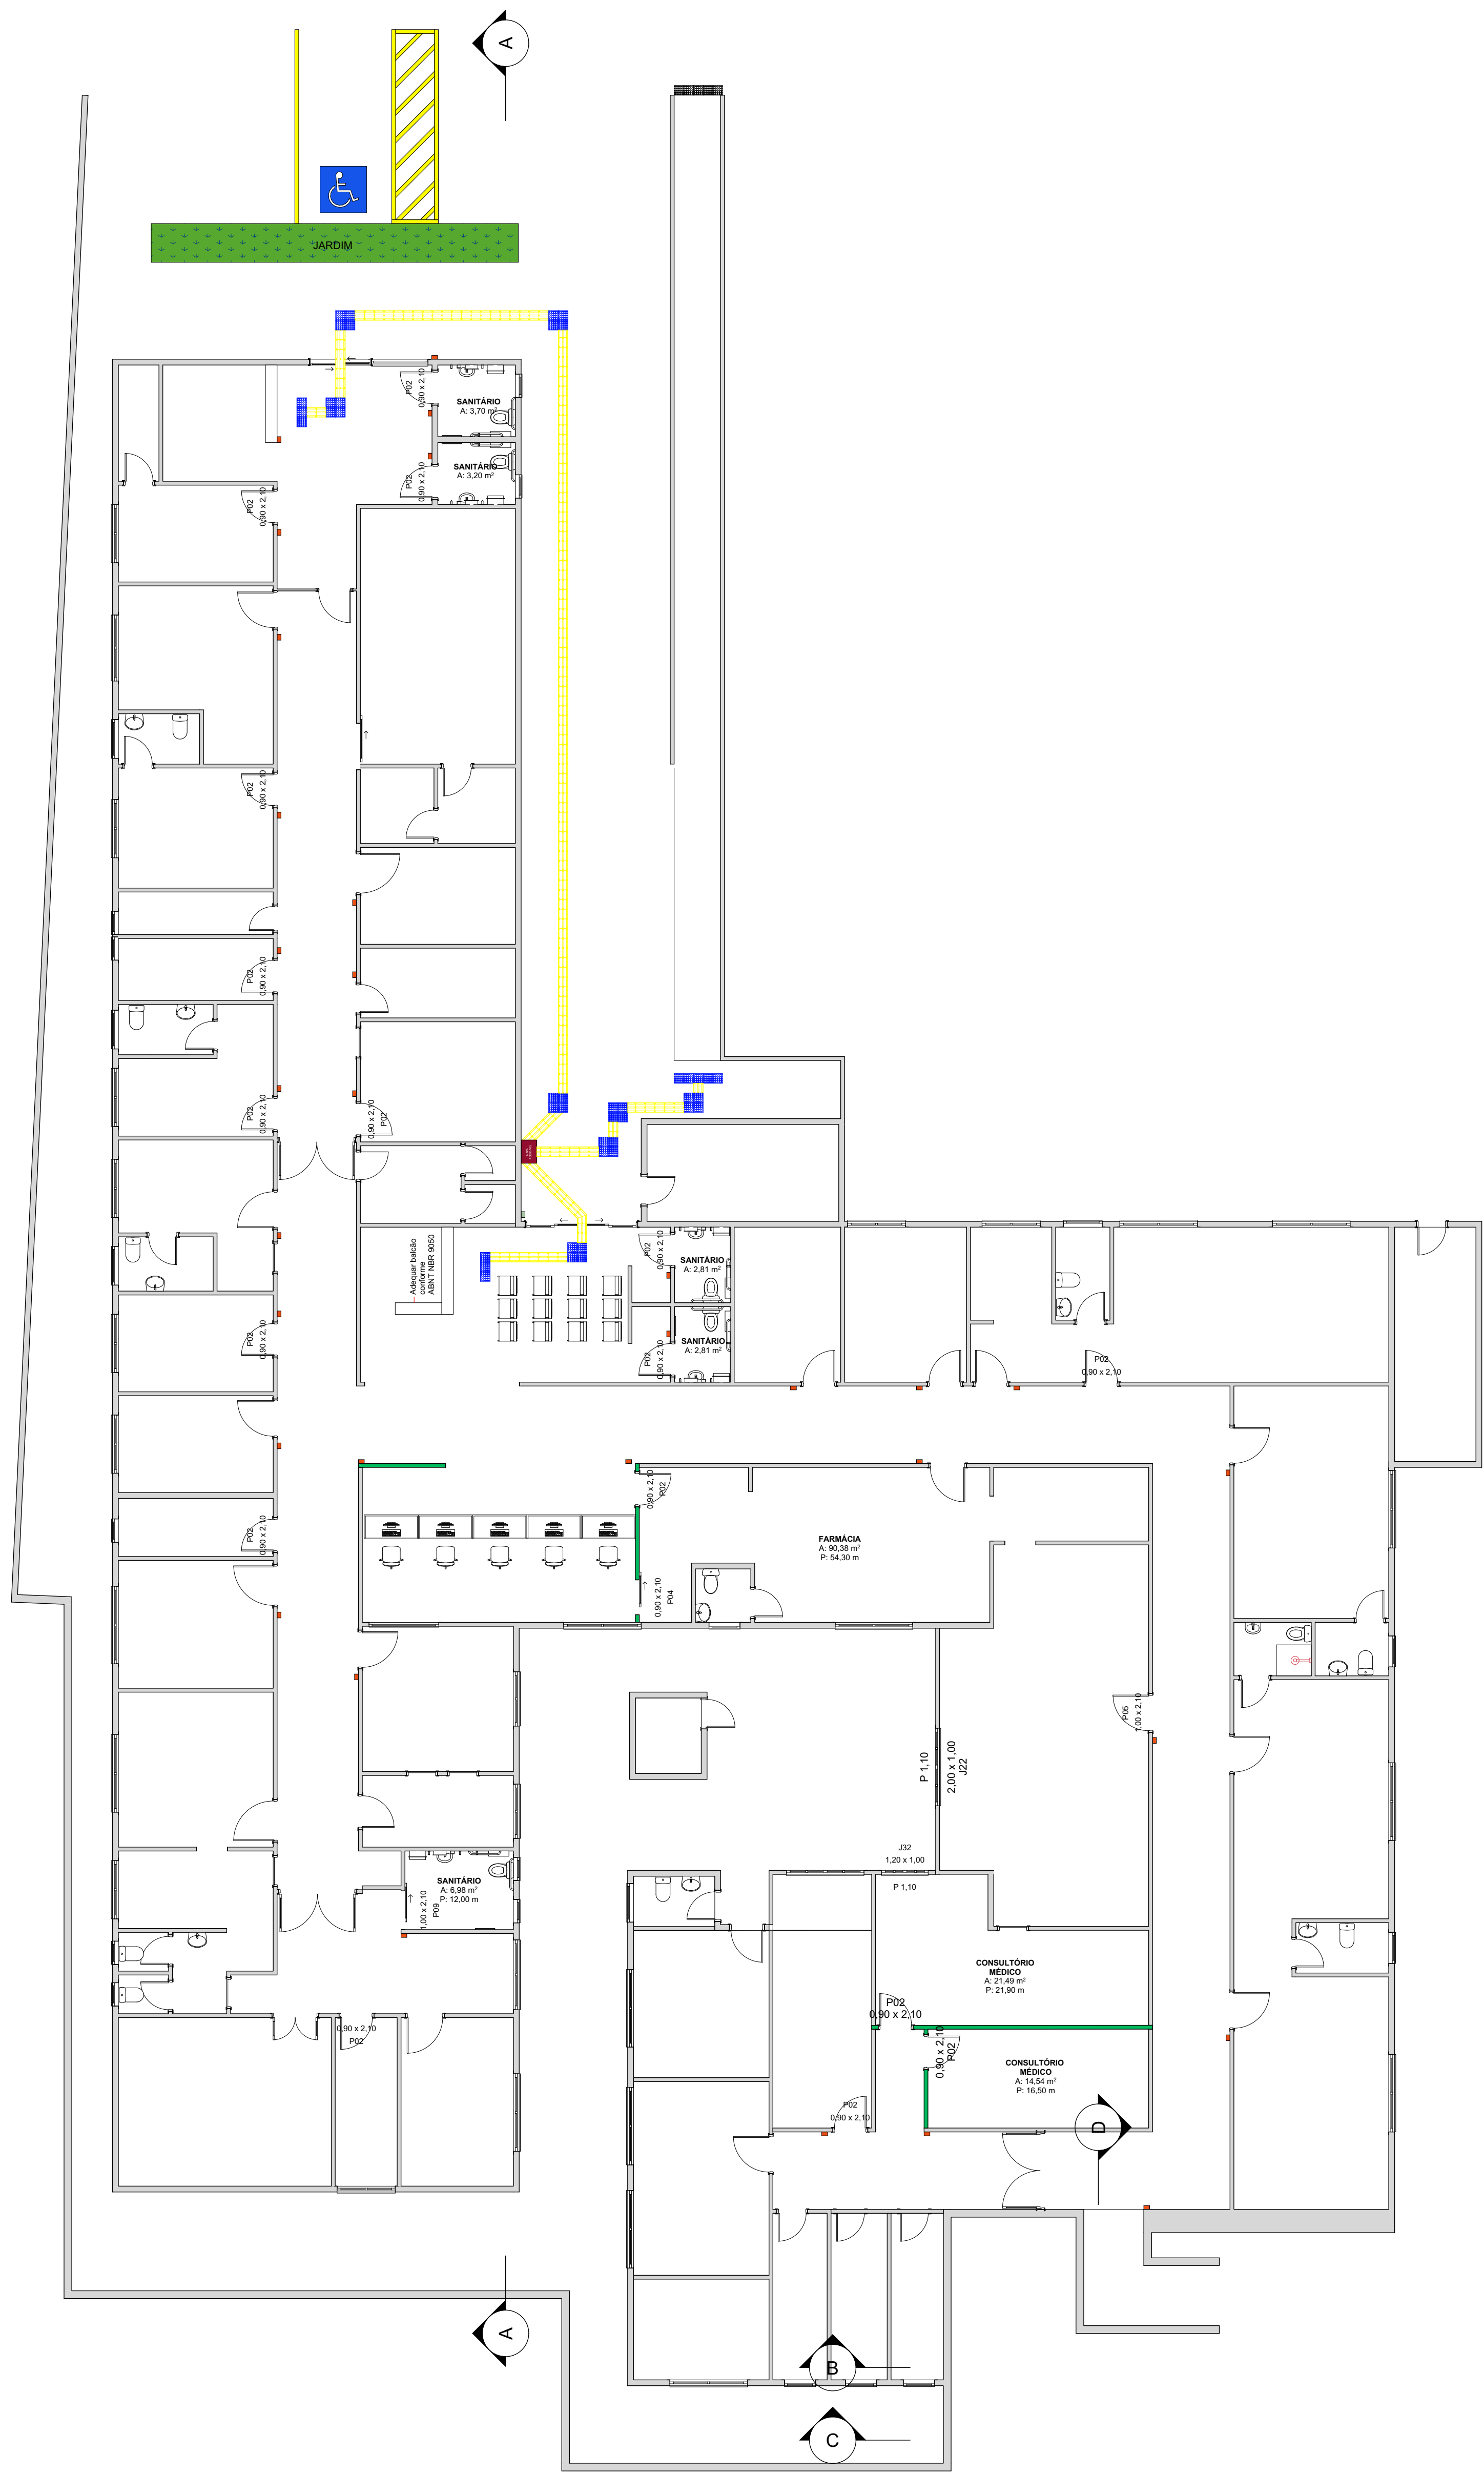 A
JARDIM
P02
0,90 x 2,10
SANITÁRIO
A: 3,70 m²
P02
0,90 x 2,10
SANITÁRIO
A: 3,20 m²
P02
0,90 x 2,10
P02
0,90 x 2,10
P02
0,90 x 2,10
P02
0,90 x 2,10
0,90 x 2,10
P02
Adequar balcão
conforme
ABNT NBR 9050
P02
0,90 x 2,10
SANITÁRIO
A: 2,81 m²
P02
0,90 x 2,10
SANITÁRIO
A: 2,81 m²
P02
0,90 x 2,10
P02
0,90 x 2,10
0,90 x 2,10
P02
P02
0,90 x 2,10
FARMÁCIA
A: 90,38 m²
P: 54,30 m
0,90 x 2,10
P04
P05
1,00 x 2,10
P 1,10
2,00 x 1,00
J22
J32
1,20 x 1,00
P 1,10
SANITÁRIO
A: 6,98 m²
P: 12,00 m
1,00 x 2,10
P09
CONSULTÓRIO
MÉDICO
A: 21,49 m²
P: 21,90 m
P02
0,90 x 2,10
0,90 x 2,10
P02
0,90 x 2,10
P02
CONSULTÓRIO
MÉDICO
A: 14,54 m²
P: 16,50 m
P02
0,90 x 2,10
D
A
B
C